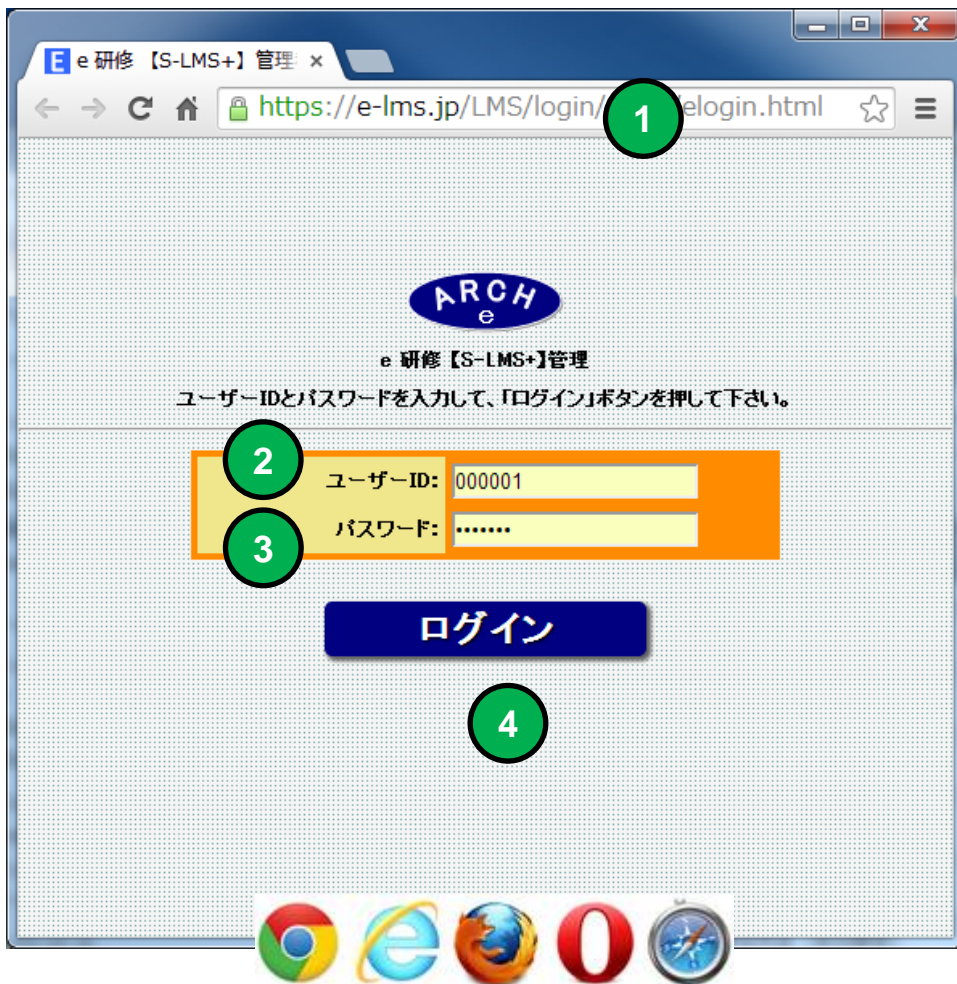 e 研修 【S-LMS+】管理
https://e-lms.jp/LMS/login/ elogin.html
1
ARCH
e
e 研修【S-LMS+】管理
ユーザーIDとパスワードを入力して、「ログイン」ボタンを押して下さい。
2
ユーザーID: 000001
3
パスワード: •••••••
ログイン
4